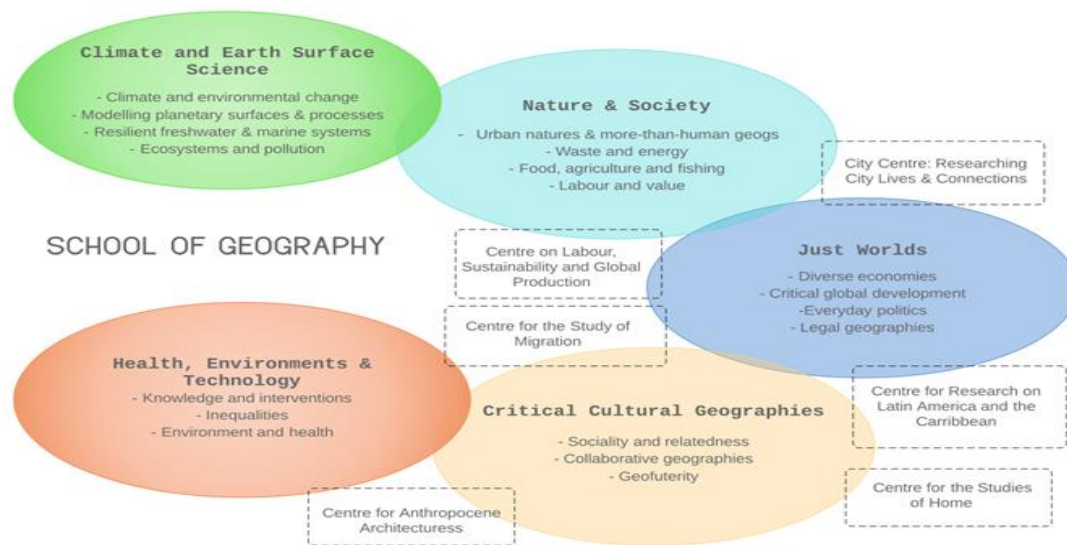 Climate and Earth Surface
Science
- Climate and environmental change
- Modelling planetary surfaces & processes
- Resilient freshwater & marine systems
- Ecosystems and pollution
Nature & Society
- Urban natures & more-than-human geogs
- Waste and energy
- Food, agriculture and fishing
- Labour and value
City Centre: Researching
City Lives & Connections
SCHOOL OF GEOGRAPHY
Centre on Labour,
Sustainability and Global
Production
Just Worlds
- Diverse economies
- Critical global development
-Everyday politics
- Legal geographies
Centre for the Study of
Migration
Health, Environments &
Technology
- Knowledge and interventions
- Inequalities
- Environment and health
Critical Cultural Geographies
- Sociality and relatedness
- Collaborative geographies
- Geofuterity
Centre for Research on
Latin America and the
Carribbean
Centre for the Studies
of Home
Centre for Anthropocene
Architecturess